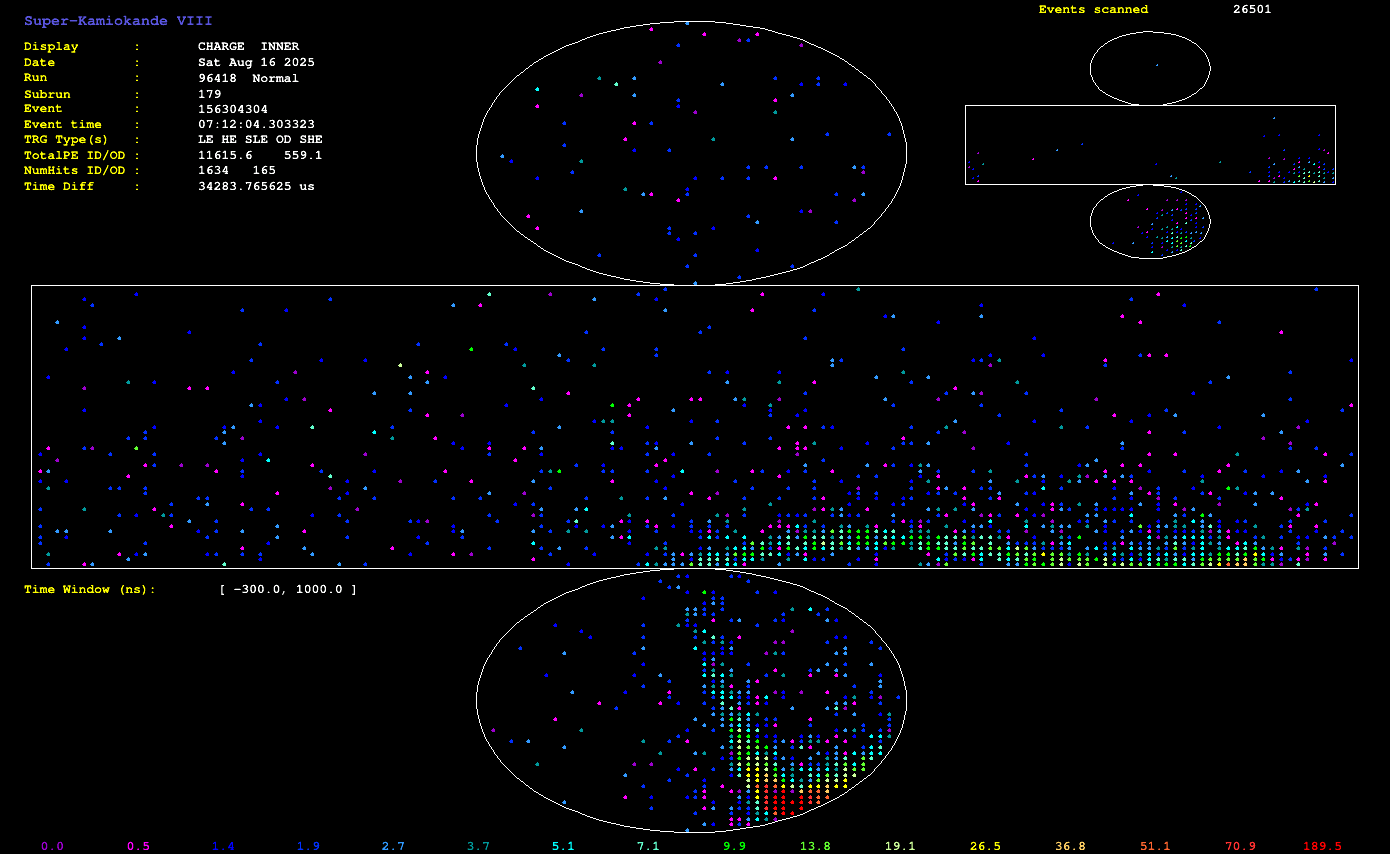 Super-Kamiokande VIII
Events scanned 26501
Display : CHARGE INNER
Date : Sat Aug 16 2025
Run : 96418 Normal
Subrun : 179
Event : 156304304
Event time : 07:12:04.303323
TRG Type(s) : LE HE SLE OD SHE
TotalPE ID/OD : 11615.6 559.1
NumHits ID/OD : 1634 165
Time Diff : 34283.765625 us
Time Window (ns): [ −300.0, 1000.0 ]
0.0 0.5 1.4 1.9 2.7 3.7 5.1 7.1 9.9 13.8 19.1 26.5 36.8 51.1 70.9 189.5